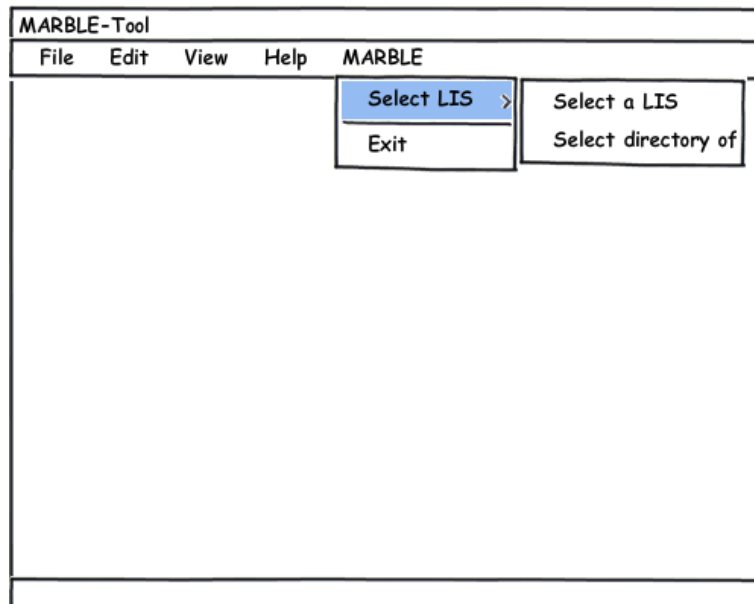 MARBLE-Tool
File Edit View Help MARBLE
Select LIS > Select a LIS
Exit Select directory of